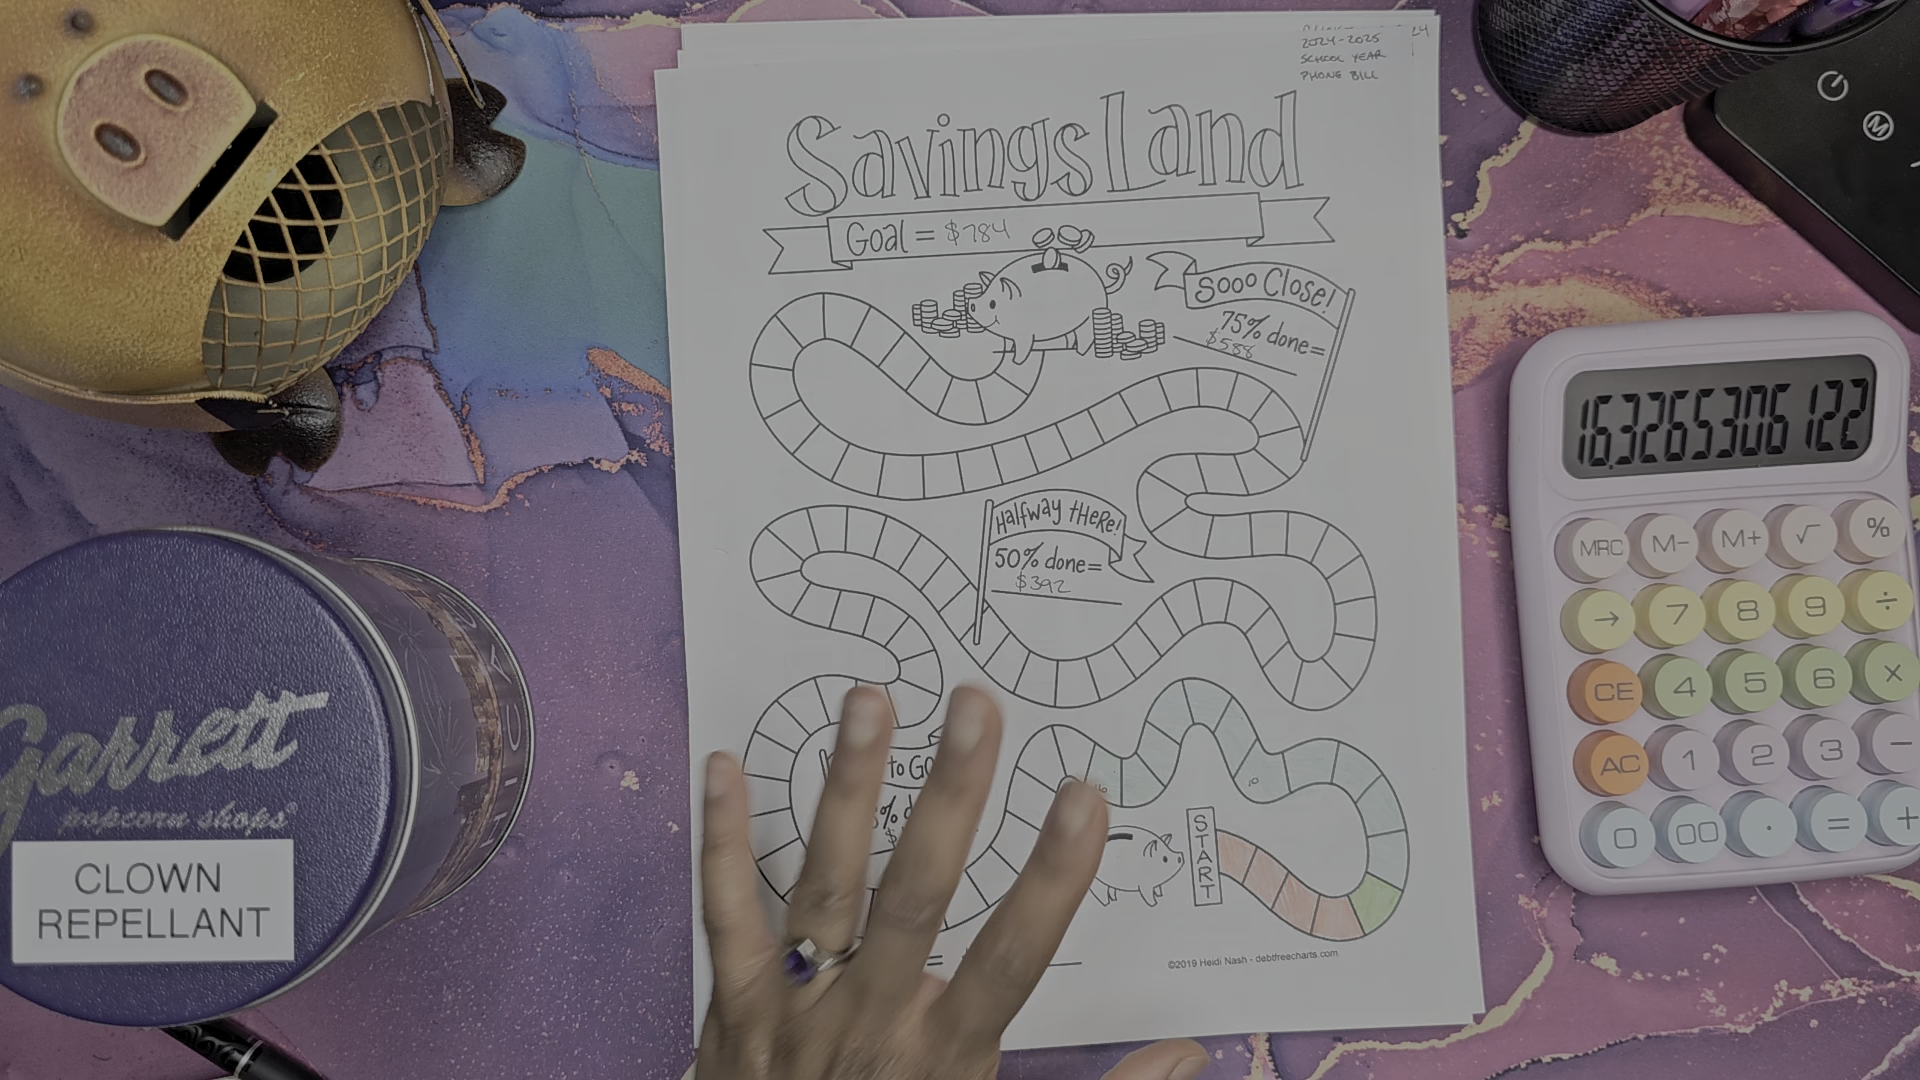 2024-2025
SCHOOL YEAR
PHONE BILL
Savings Land
Goal = $784
Sooo Close!
75% done=
$588
Halfway there!
50% done=
$392
to Go
% d
$
START
=
©2019 Heidi Nash - debtfreecharts.com
Garrett
popcorn shops
CLOWN
REPELLANT
16.3265306122
MRC M- M+ √ %
→ 7 8 9 ÷
CE 4 5 6 ×
AC 1 2 3 −
0 00 · = +
M